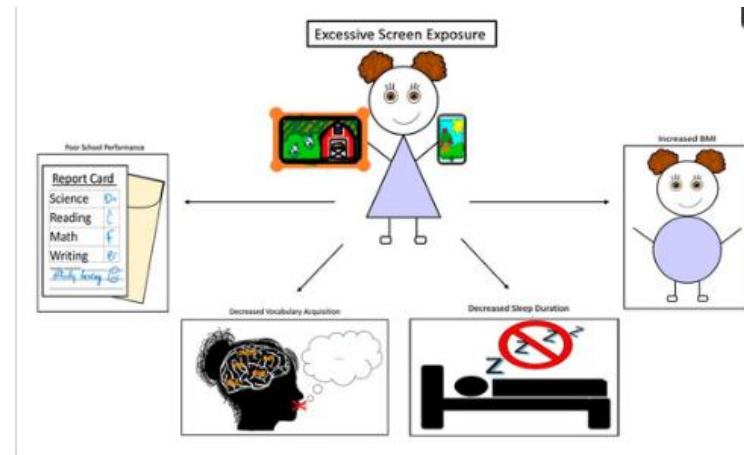 Excessive Screen Exposure
Poor School Performance
Increased BMI
Report Card
Science D+
Reading C
Math F
Writing
Decreased Vocabulary Acquisition
Decreased Sleep Duration
Z
Z
Z
Z